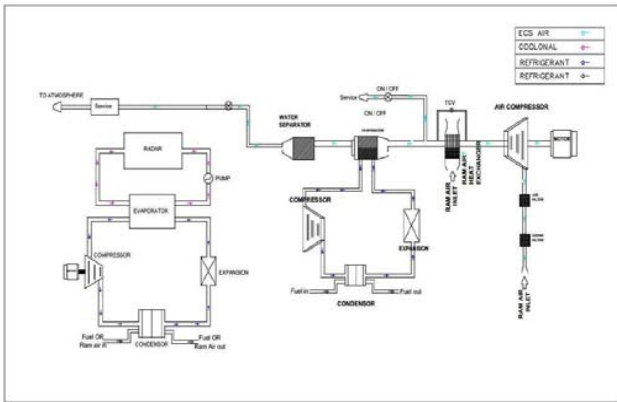 ECS AIR
COOLONAL
REFRIGERANT
REFRIGERANT
TO ATMOSPHERE
Service
ON / OFF
Service
ON / OFF
TCV
AIR COMPRESSOR
MOTOR
WATER
SEPARATOR
RAM AIR
INLET
RAM AIR
HEAT
EXCHANGER
RADAR
PUMP
EVAPORATOR
COMPRESSOR
EXPANSION
CONDENSOR
Fuel OR
Ram air in
Fuel OR
Ram Air out
COMPRESSOR
EXPANSION
Fuel in
Fuel out
CONDENSOR
RAM AIR
INLET